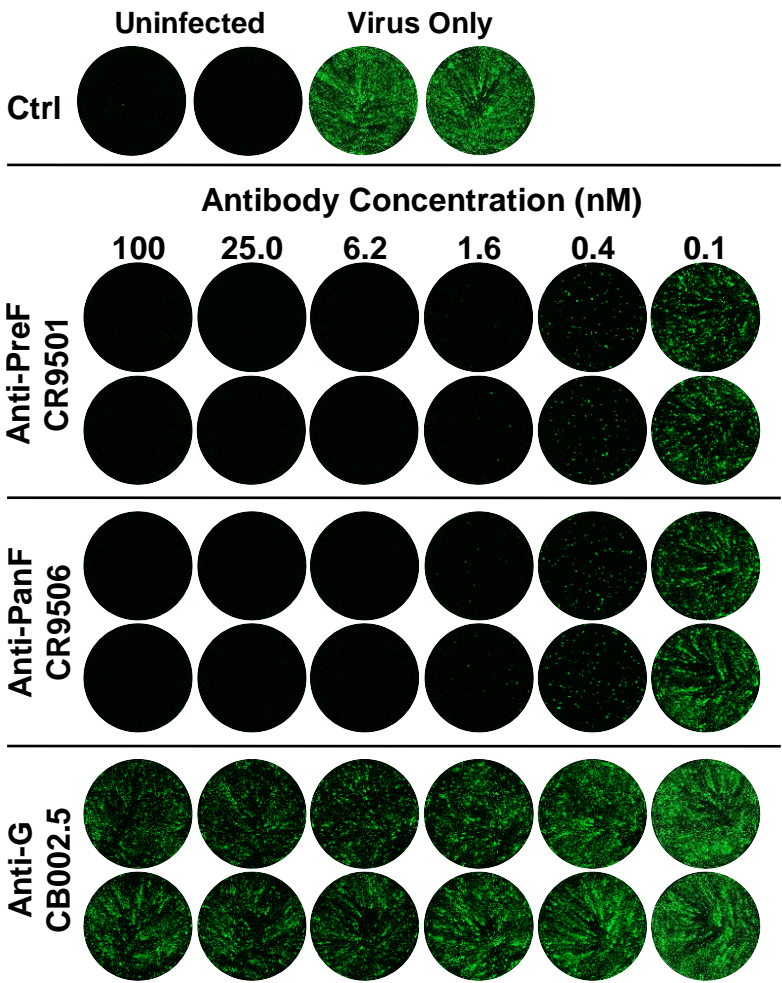 Uninfected Virus Only
Ctrl
Antibody Concentration (nM)
100 25.0 6.2 1.6 0.4 0.1
Anti-PreF
CR9501
Anti-PanF
CR9506
Anti-G
CB002.5